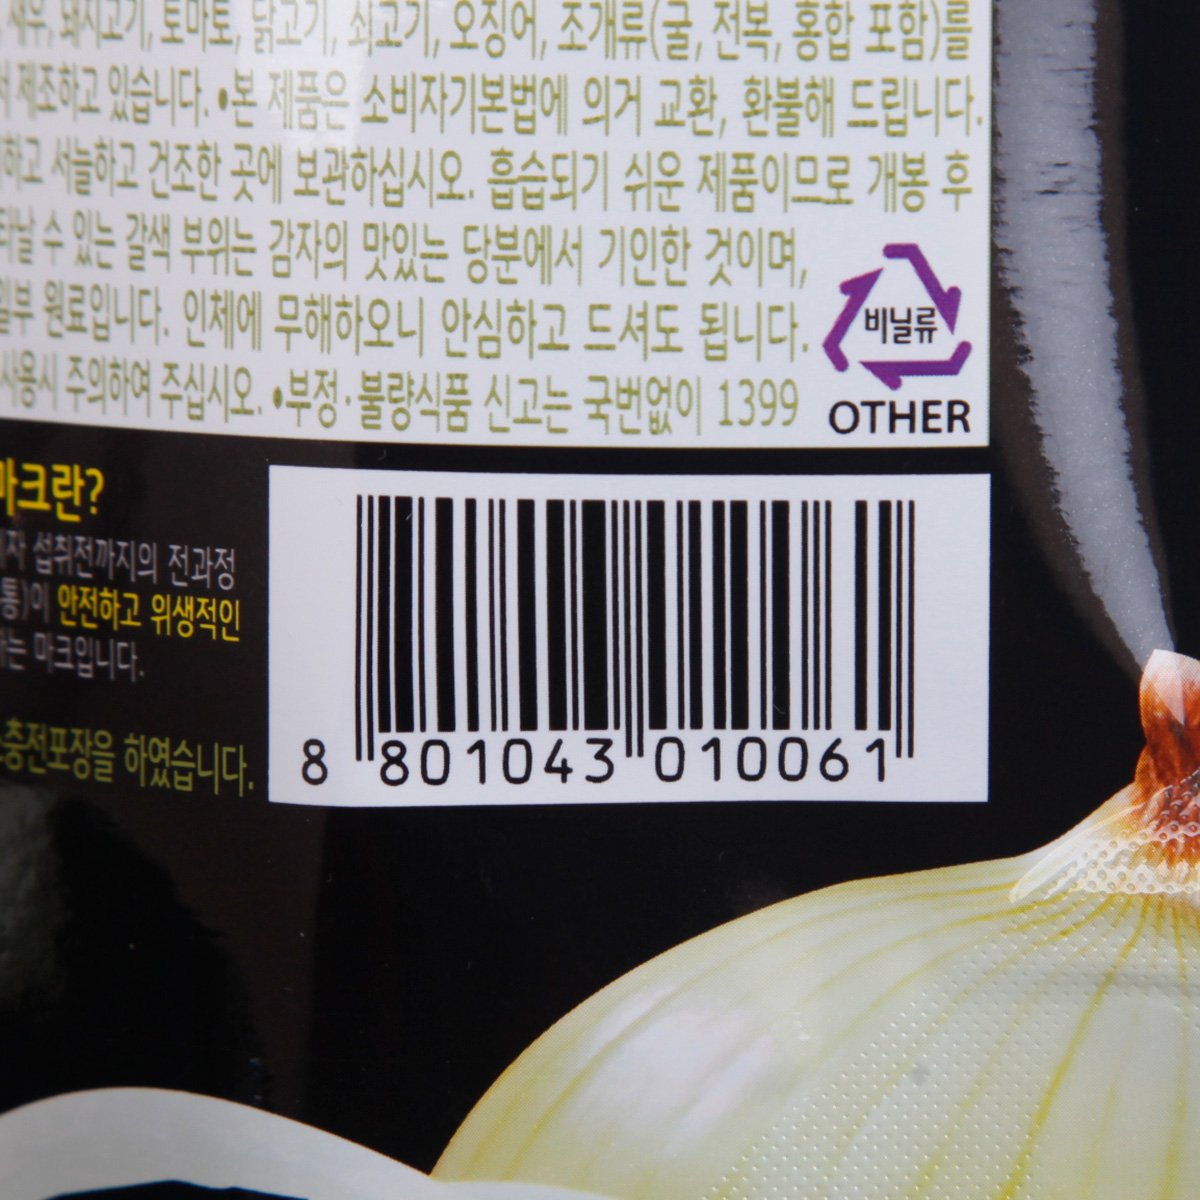 새우, 돼지고기, 토마토, 닭고기, 쇠고기, 오징어, 조개류(굴, 전복, 홍합 포함)를
제조하고 있습니다. •본 제품은 소비자기본법에 의거 교환, 환불해 드립니다.
하고 서늘하고 건조한 곳에 보관하십시오. 흡습되기 쉬운 제품이므로 개봉 후
타날 수 있는 갈색 부위는 감자의 맛있는 당분에서 기인한 것이며,
일부 원료입니다. 인체에 무해하오니 안심하고 드셔도 됩니다.
사용시 주의하여 주십시오. •부정·불량식품 신고는 국번없이 1399
비닐류
OTHER
마크란?
섭취전까지의 전과정
통)이 안전하고 위생적인
하는 마크입니다.
충전포장을 하였습니다.
8 801043 010061